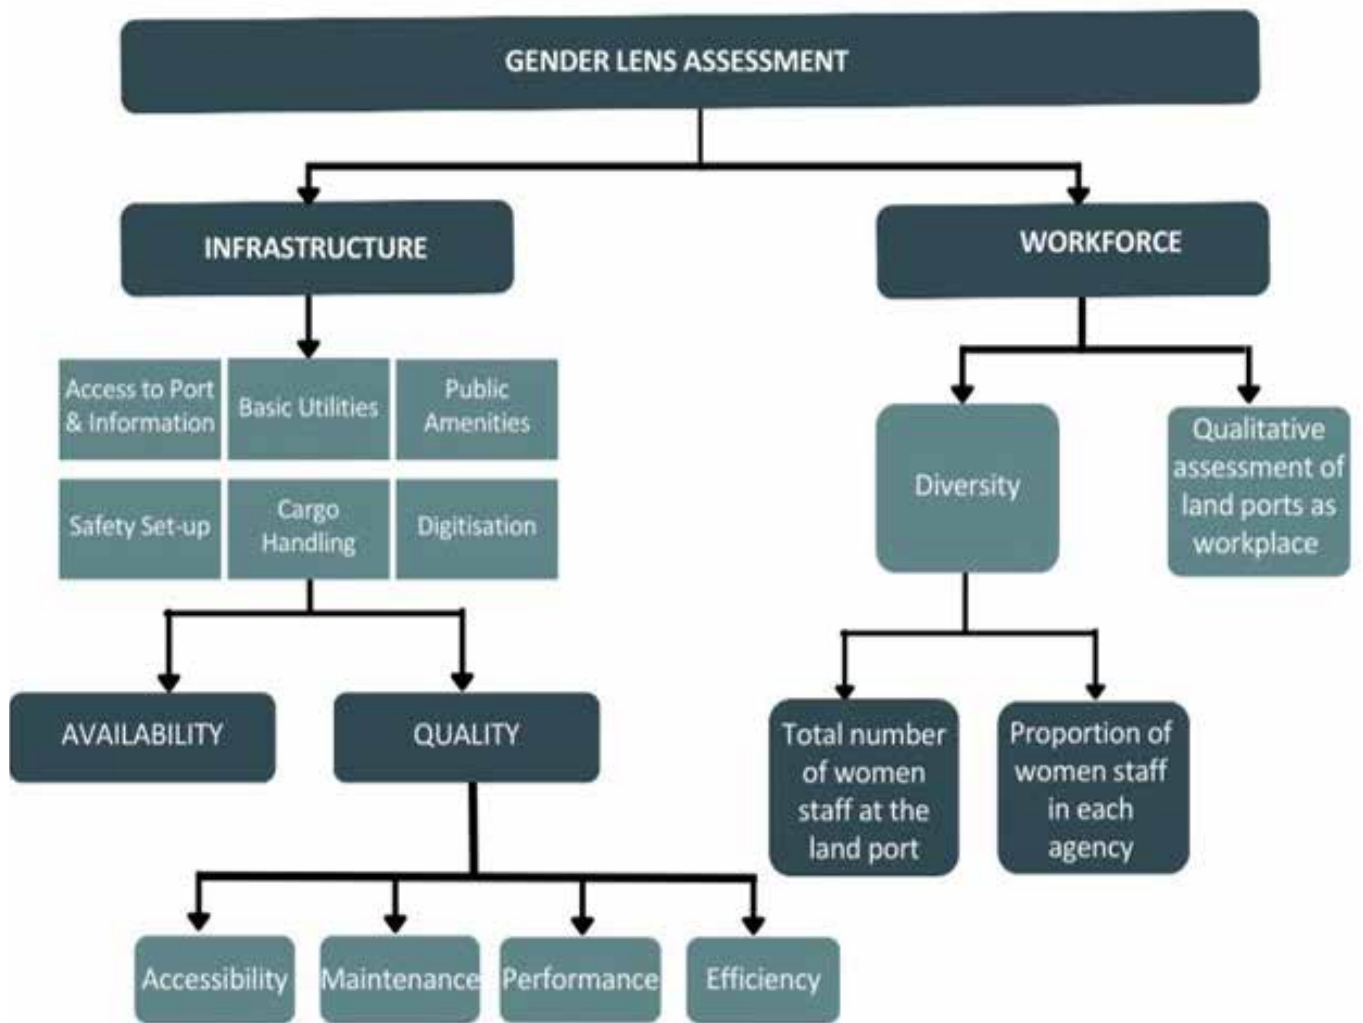 GENDER LENS ASSESSMENT
INFRASTRUCTURE
WORKFORCE
Access to Port
& Information
Basic Utilities
Public
Amenities
Safety Set-up
Cargo
Handling
Digitisation
Diversity
Qualitative
assessment of
land ports as
workplace
AVAILABILITY
QUALITY
Total number
of women
staff at the
land port
Proportion of
women staff
in each
agency
Accessibility
Maintenance
Performance
Efficiency